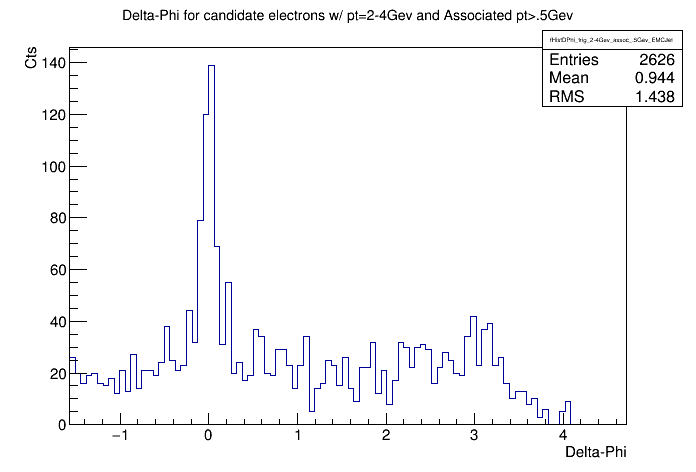 Delta-Phi for candidate electrons w/ pt=2-4Gev and Associated pt>.5Gev
fHistDPhi_trig_2-4Gev_assoc_.5Gev_EMCJet
Entries 2626
Mean 0.944
RMS 1.438
Cts
140
120
100
80
60
40
20
0
−1 0 1 2 3 4
Delta-Phi